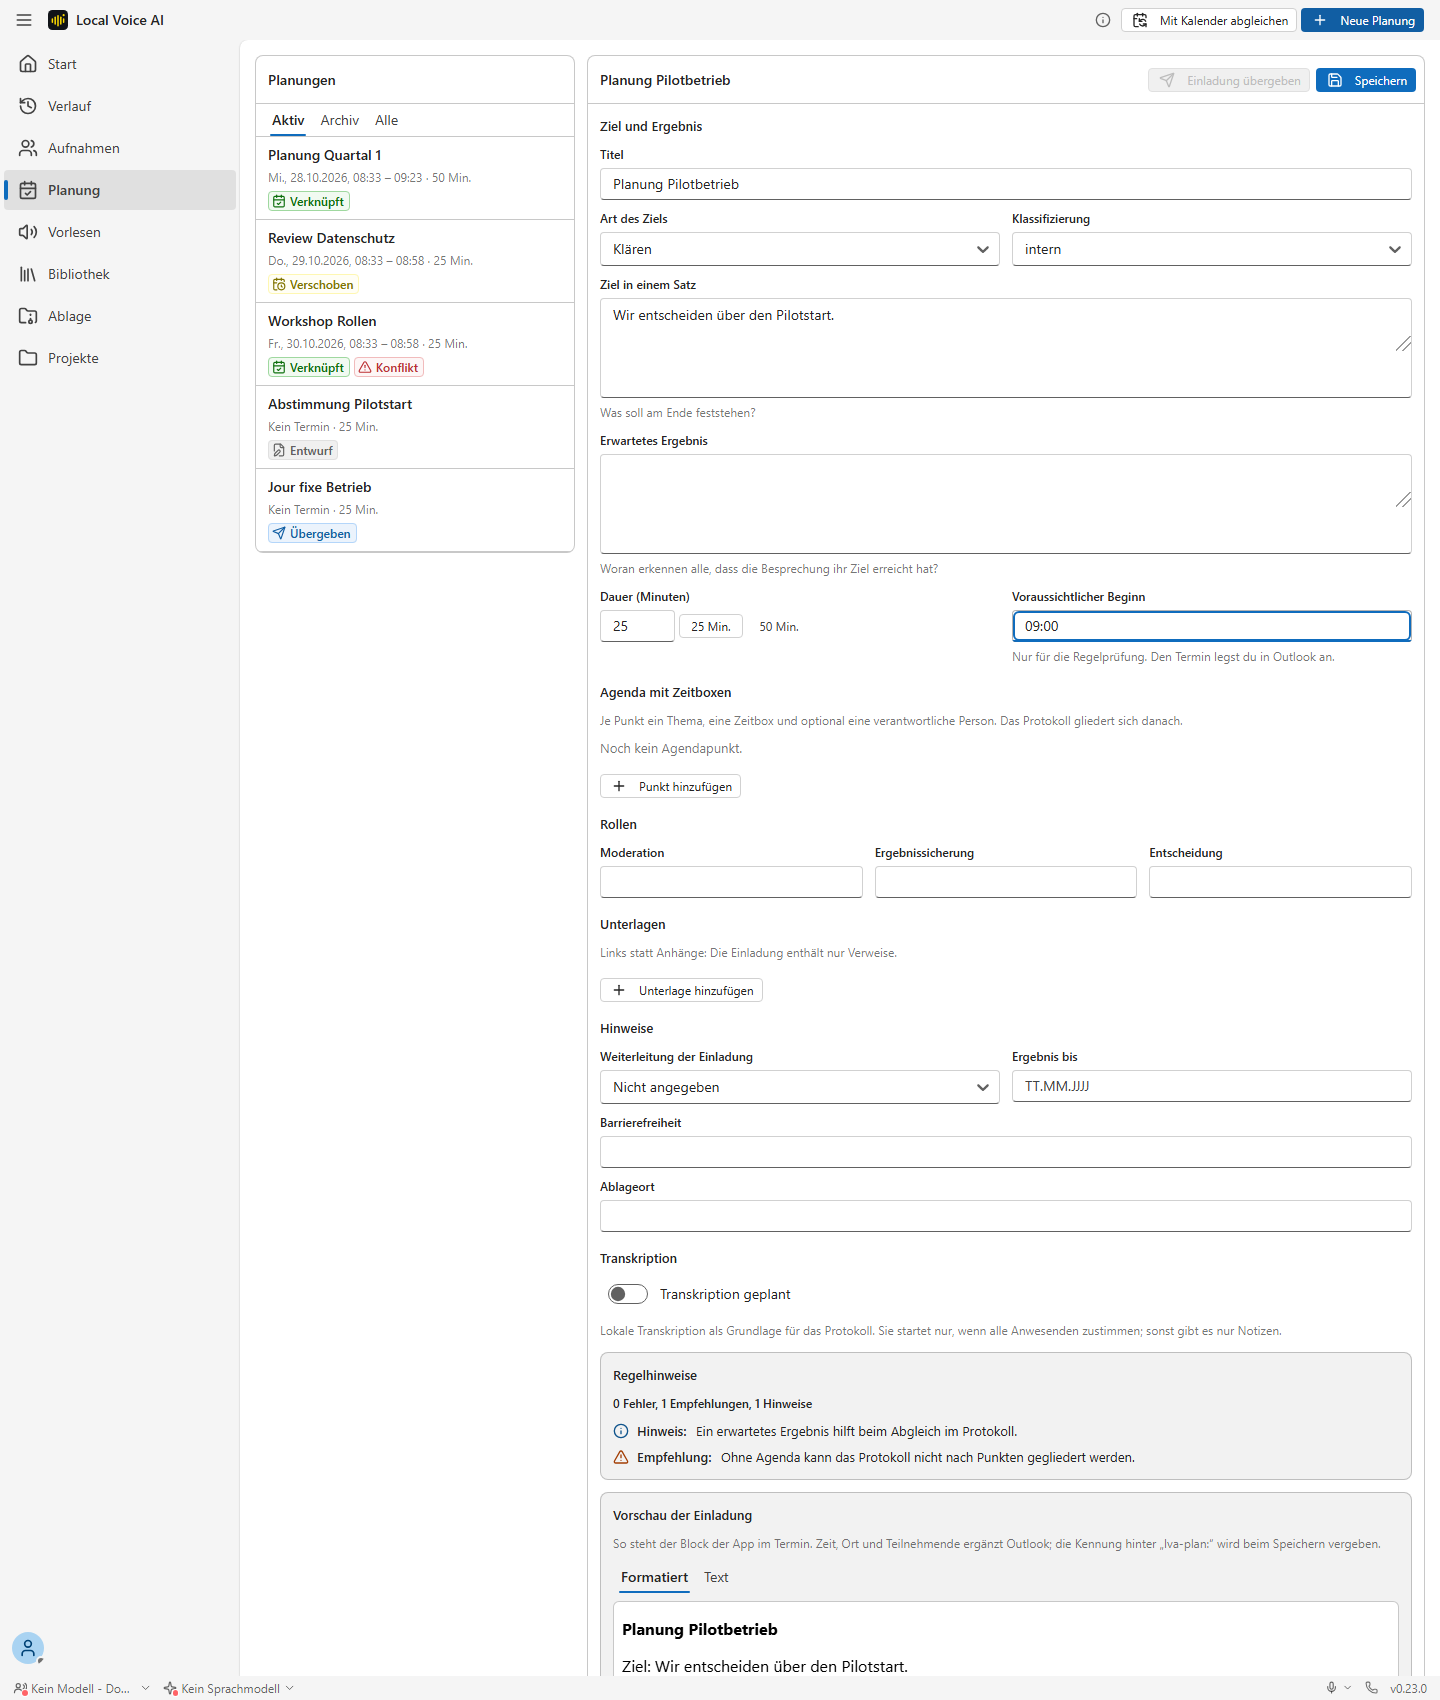 Local Voice AI
Mit Kalender abgleichen
Neue Planung
Start
Verlauf
Aufnahmen
Planung
Vorlesen
Bibliothek
Ablage
Projekte
Planungen
Aktiv Archiv Alle
Planung Quartal 1
Mi., 28.10.2026, 08:33 – 09:23 · 50 Min.
Verknüpft
Review Datenschutz
Do., 29.10.2026, 08:33 – 08:58 · 25 Min.
Verschoben
Workshop Rollen
Fr., 30.10.2026, 08:33 – 08:58 · 25 Min.
Verknüpft Konflikt
Abstimmung Pilotstart
Kein Termin · 25 Min.
Entwurf
Jour fixe Betrieb
Kein Termin · 25 Min.
Übergeben
Planung Pilotbetrieb
Einladung übergeben
Speichern
Ziel und Ergebnis
Titel
Planung Pilotbetrieb
Art des Ziels Klassifizierung
Klären intern
Ziel in einem Satz
Wir entscheiden über den Pilotstart.
Was soll am Ende feststehen?
Erwartetes Ergebnis
Woran erkennen alle, dass die Besprechung ihr Ziel erreicht hat?
Dauer (Minuten) Voraussichtlicher Beginn
25 25 Min. 50 Min. 09:00
Nur für die Regelprüfung. Den Termin legst du in Outlook an.
Agenda mit Zeitboxen
Je Punkt ein Thema, eine Zeitbox und optional eine verantwortliche Person. Das Protokoll gliedert sich danach.
Noch kein Agendapunkt.
Punkt hinzufügen
Rollen
Moderation Ergebnissicherung Entscheidung
Unterlagen
Links statt Anhänge: Die Einladung enthält nur Verweise.
Unterlage hinzufügen
Hinweise
Weiterleitung der Einladung Ergebnis bis
Nicht angegeben TT.MM.JJJJ
Barrierefreiheit
Ablageort
Transkription
Transkription geplant
Lokale Transkription als Grundlage für das Protokoll. Sie startet nur, wenn alle Anwesenden zustimmen; sonst gibt es nur Notizen.
Regelhinweise
0 Fehler, 1 Empfehlungen, 1 Hinweise
Hinweis: Ein erwartetes Ergebnis hilft beim Abgleich im Protokoll.
Empfehlung: Ohne Agenda kann das Protokoll nicht nach Punkten gegliedert werden.
Vorschau der Einladung
So steht der Block der App im Termin. Zeit, Ort und Teilnehmende ergänzt Outlook; die Kennung hinter „lva-plan:“ wird beim Speichern vergeben.
Formatiert Text
Planung Pilotbetrieb
Ziel: Wir entscheiden über den Pilotstart.
Kein Modell - Do...
Kein Sprachmodell
v0.23.0